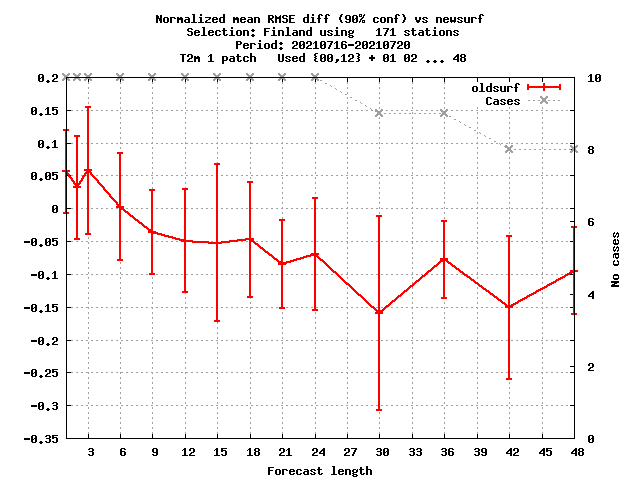 Normalized mean RMSE diff (90% conf) vs newsurf
Selection: Finland using   171 stations
Period: 20210716-20210720
T2m 1 patch   Used {00,12} + 01 02 ... 48
oldsurf
Cases
0.2
0.15
0.1
0.05
0
-0.05
-0.1
-0.15
-0.2
-0.25
-0.3
-0.35
10
8
6
4
2
0
No cases
3 6 9 12 15 18 21 24 27 30 33 36 39 42 45 48
Forecast length